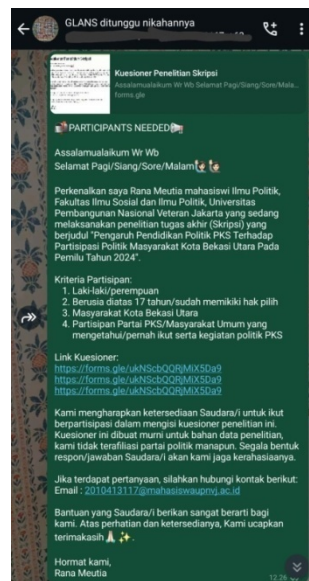 GLANS ditunggu nikahannya
Kuesioner Penelitian Skripsi
Assalamualaikum Wr Wb Selamat Pagi/Siang/Sore/Mala...
forms.gle
PARTICIPANTS NEEDED
Assalamualaikum Wr Wb
Selamat Pagi/Siang/Sore/Malam
Perkenalkan saya Rana Meutia mahasiswi Ilmu Politik,
Fakultas Ilmu Sosial dan Ilmu Politik, Universitas
Pembangunan Nasional Veteran Jakarta yang sedang
melaksanakan penelitian tugas akhir (Skripsi) yang
berjudul "Pengaruh Pendidikan Politik PKS Terhadap
Partisipasi Politik Masyarakat Kota Bekasi Utara Pada
Pemilu Tahun 2024".
Kriteria Partisipan:
1. Laki-laki/perempuan
2. Berusia diatas 17 tahun/sudah memikiki hak pilih
3. Masyarakat Kota Bekasi Utara
4. Partisipan Partai PKS/Masyarakat Umum yang
mengetahui/pernah ikut serta kegiatan politik PKS
Link Kuesioner:
https://forms.gle/ukNScbQQRjMiX5Da9
https://forms.gle/ukNScbQQRjMiX5Da9
https://forms.gle/ukNScbQQRjMiX5Da9
Kami mengharapkan ketersediaan Saudara/i untuk ikut
berpartisipasi dalam mengisi kuesioner penelitian ini.
Kuesioner ini dibuat murni untuk bahan data penelitian,
kami tidak terafiliasi partai politik manapun. Segala bentuk
respon/jawaban Saudara/i akan kami jaga kerahasiaanya.
Jika terdapat pertanyaan, silahkan hubungi kontak berikut:
Email : 2010413117@mahasiswaupnvj.ac.id
Bantuan yang Saudara/i berikan sangat berarti bagi
kami. Atas perhatian dan ketersedianya, Kami ucapkan
terimakasih
Hormat kami,
Rana Meutia
12.26